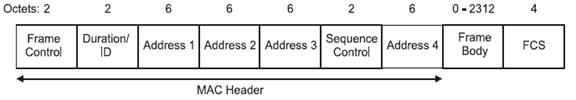 Octets: 2 2 6 6 6 2 6 0 - 2312 4
Frame Control Duration/ ID Address 1 Address 2 Address 3 Sequence Control Address 4 Frame Body FCS
MAC Header